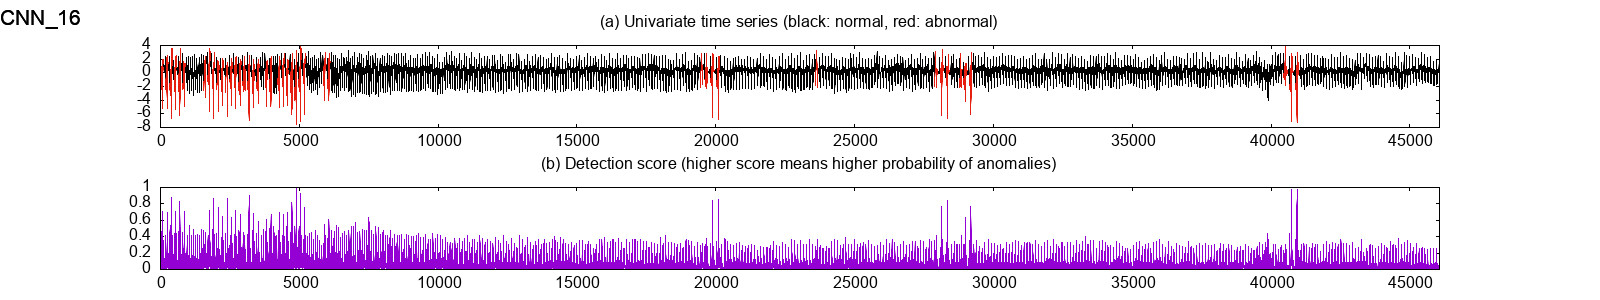 CNN_16
(a) Univariate time series (black: normal, red: abnormal)
4
2
0
-2
-4
-6
-8
0 5000 10000 15000 20000 25000 30000 35000 40000 45000
(b) Detection score (higher score means higher probability of anomalies)
1
0.8
0.6
0.4
0.2
0
0 5000 10000 15000 20000 25000 30000 35000 40000 45000